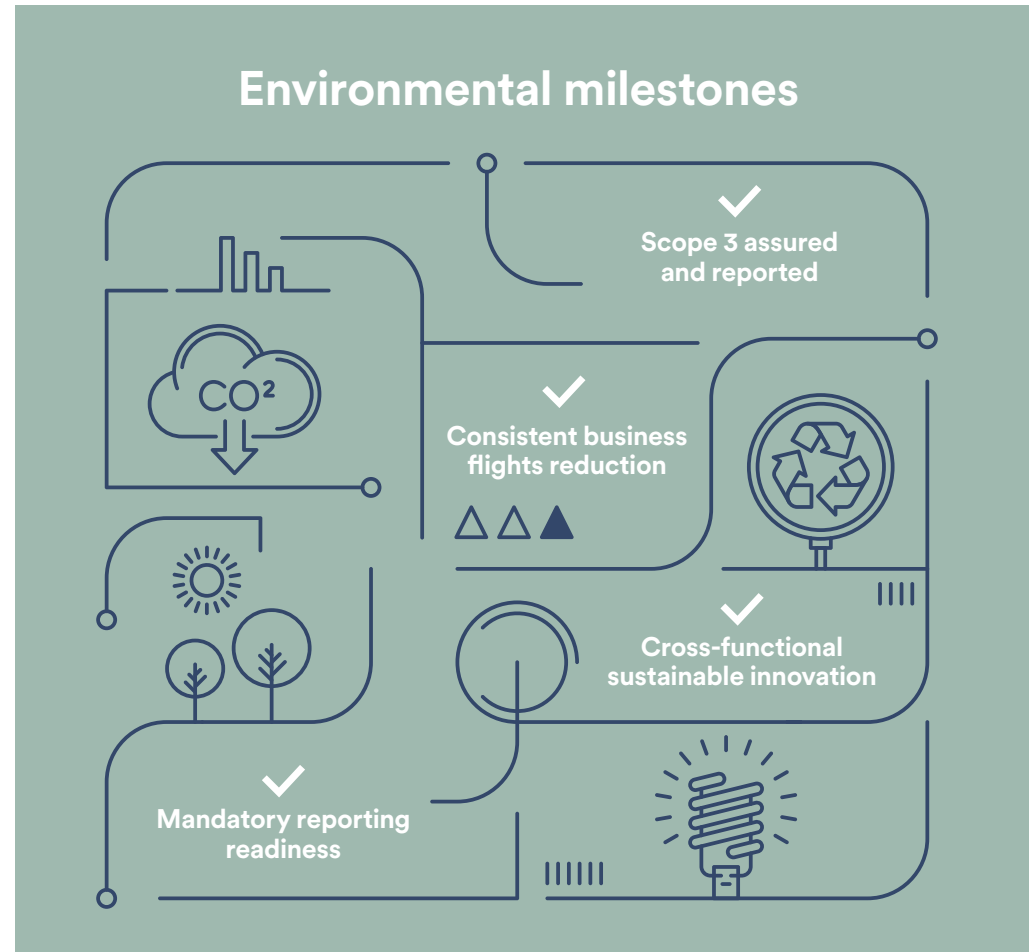 Environmental milestones
Scope 3 assured
and reported
CO²
Consistent business
flights reduction
Cross-functional
sustainable innovation
Mandatory reporting
readiness